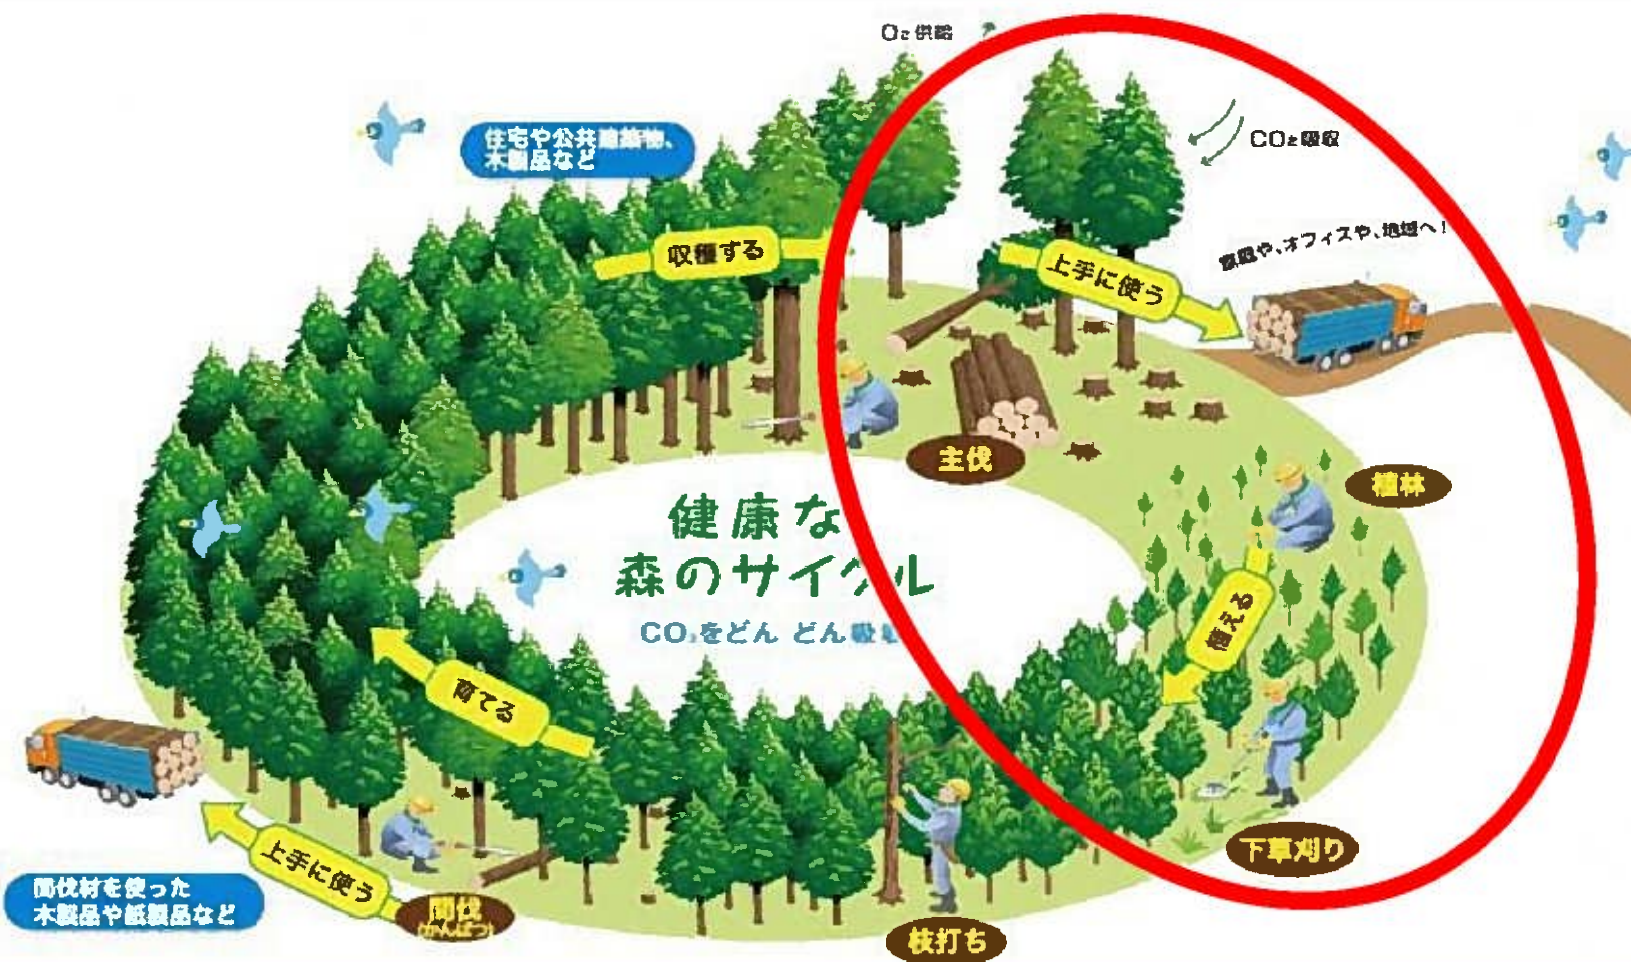 O₂供給
CO₂吸収
住宅や公共建築物、
木製品など
収穫する
上手に使う
家庭や、オフィスや、地域へ!
主伐
植林
健康な
森のサイクル
CO₂をどんどん吸収
植える
育てる
下草刈り
上手に使う
間伐材を使った
木製品や紙製品など
間伐
(かんばつ)
枝打ち